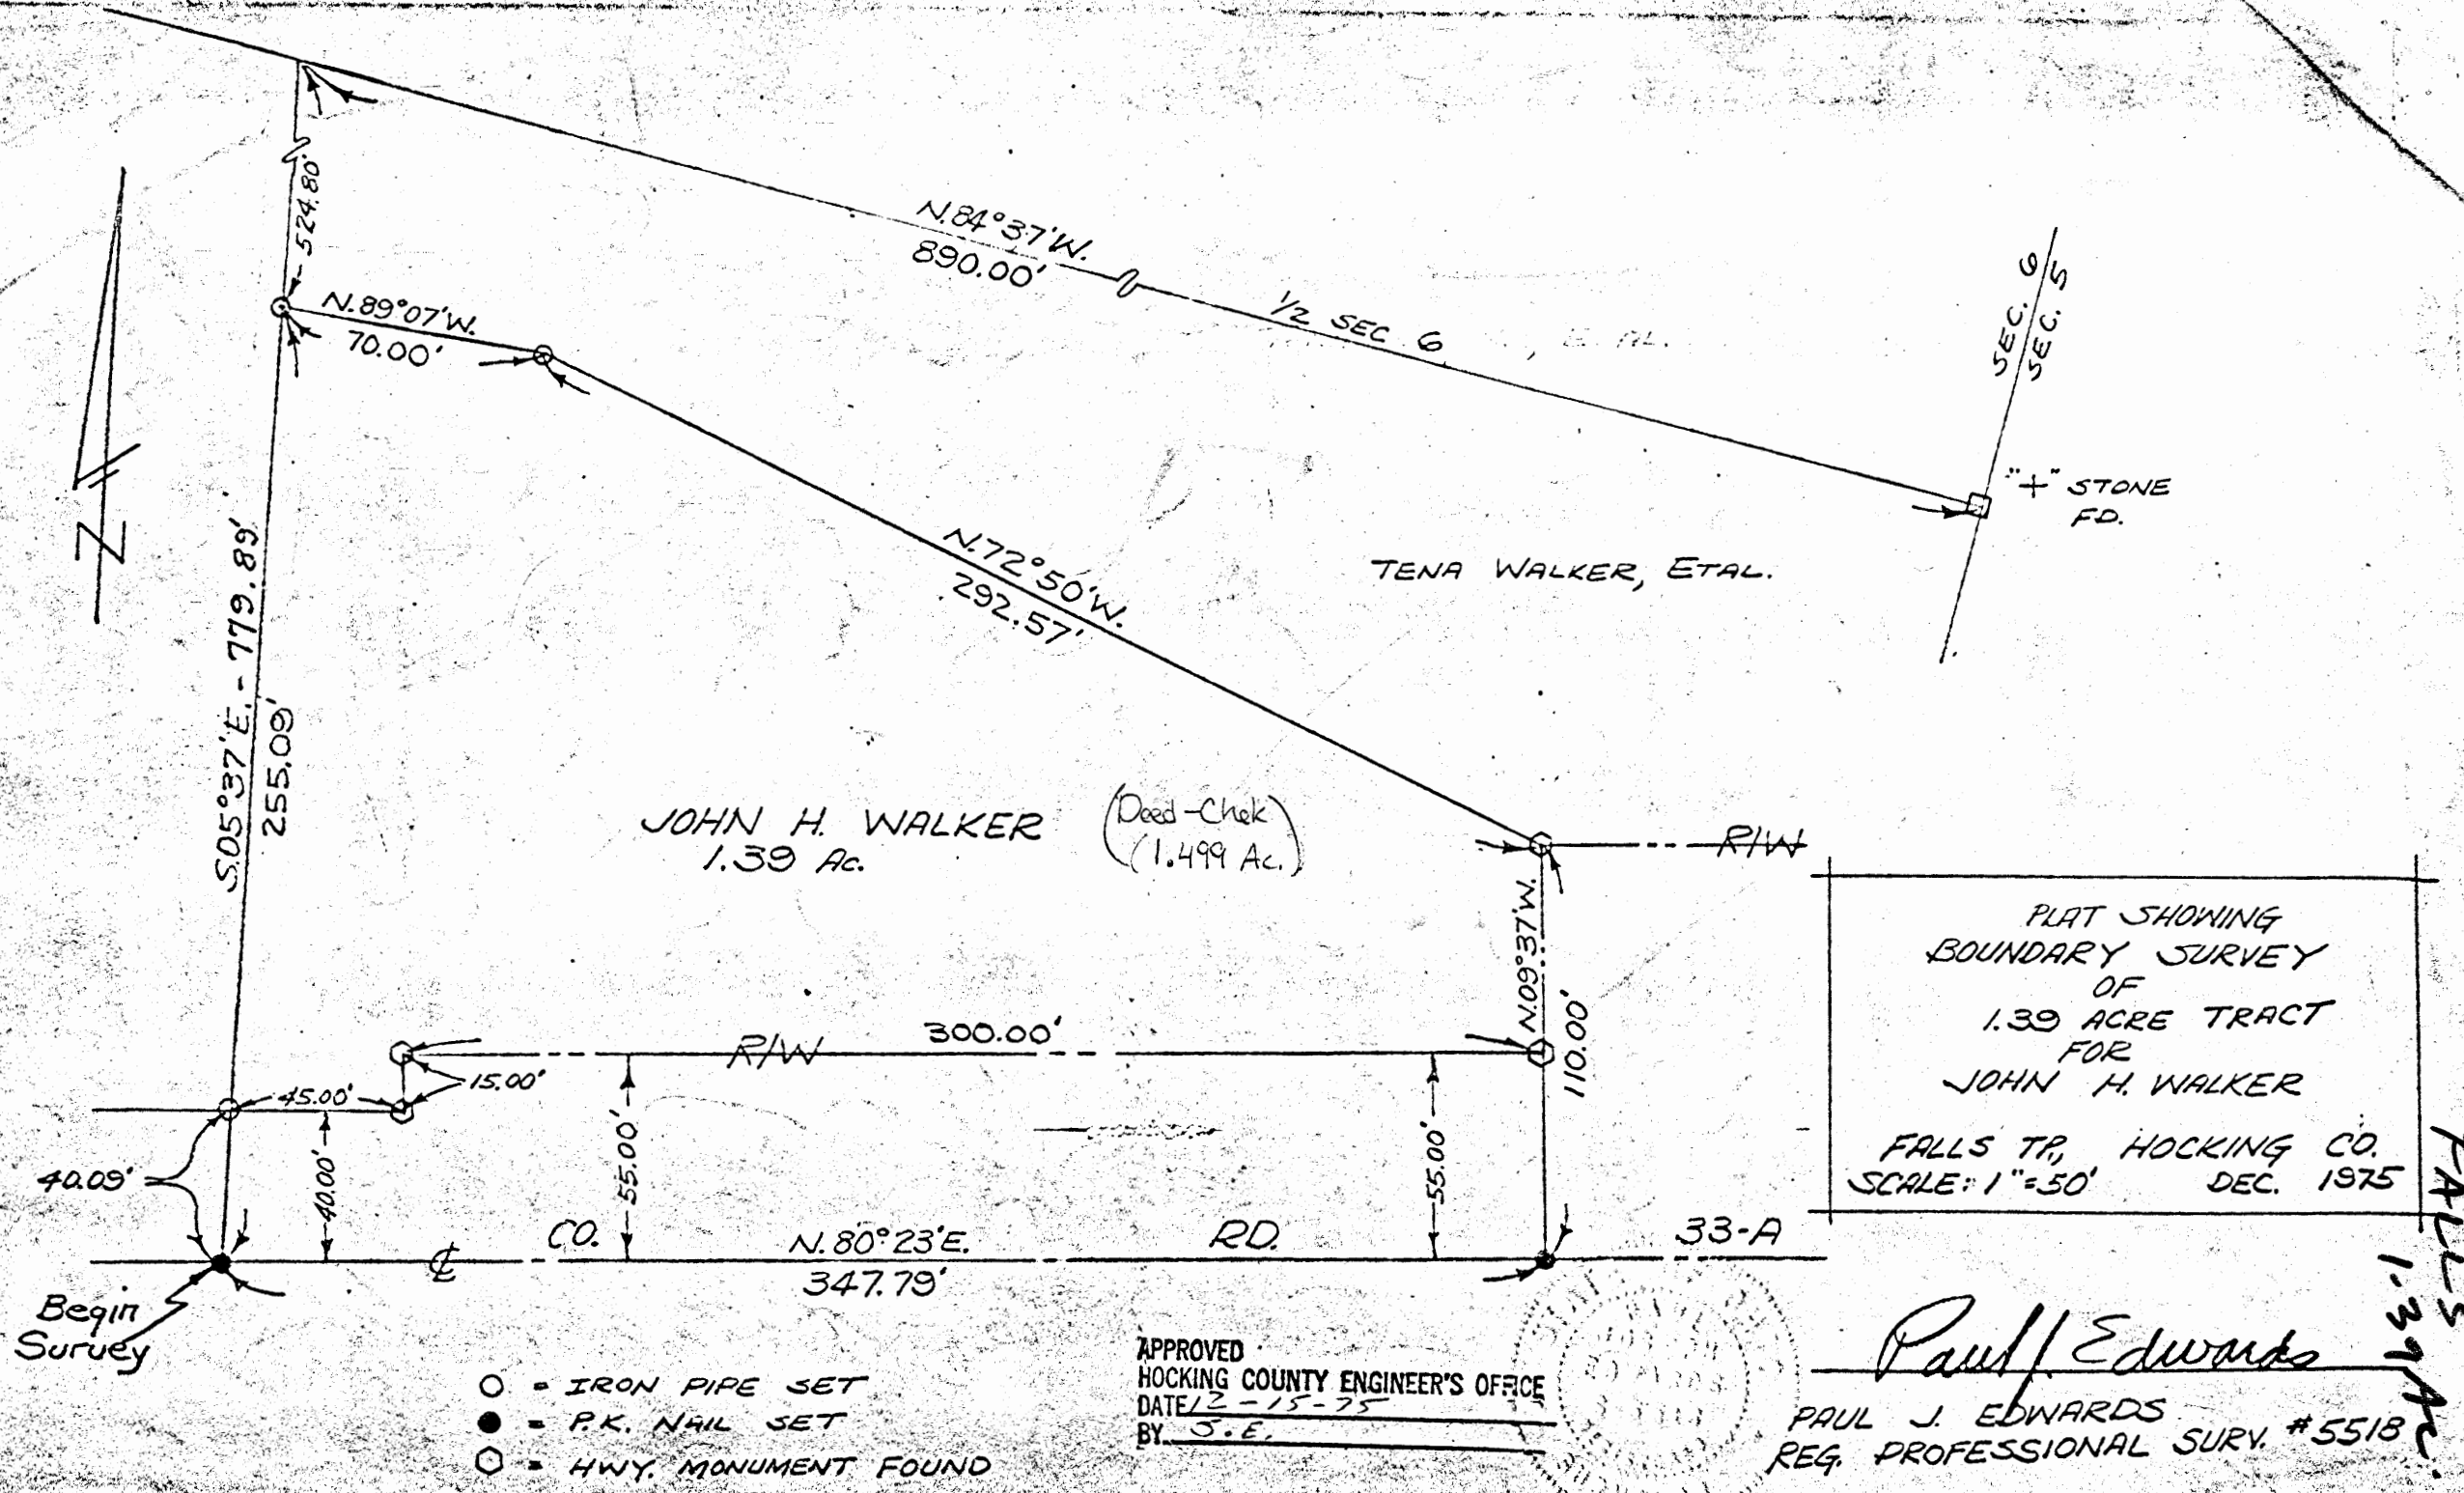 524.80'
N.89°07'W.
70.00'
N.84°37'W.
890.00'
1/2 SEC 6
SEC. 6
SEC. 5
"+" STONE
FD.
N
S.05°37'E. - 779.89'
255.09'
N.72°50'W.
292.57'
TENA WALKER, ETAL.
JOHN H. WALKER
1.39 Ac.
(Deed-Chek)
(1.499 Ac.)
R/W
N.09°37'W.
110.00'
R/W
300.00'
15.00'
45.00'
40.09'
40.00'
55.00'
55.00'
℄
CO.
N.80°23'E.
RD.
33-A
347.79'
Begin
Survey
PLAT SHOWING
BOUNDARY SURVEY
OF
1.39 ACRE TRACT
FOR
JOHN H. WALKER
FALLS TP., HOCKING CO.
SCALE: 1"=50' DEC. 1975
FALLS
1.39 Ac.
O = IRON PIPE SET
● = P.K. NAIL SET
⬡ = HWY. MONUMENT FOUND
APPROVED
HOCKING COUNTY ENGINEER'S OFFICE
DATE 12-15-75
BY J.E.
Paul J Edwards
PAUL J. EDWARDS
REG. PROFESSIONAL SURV. #5518